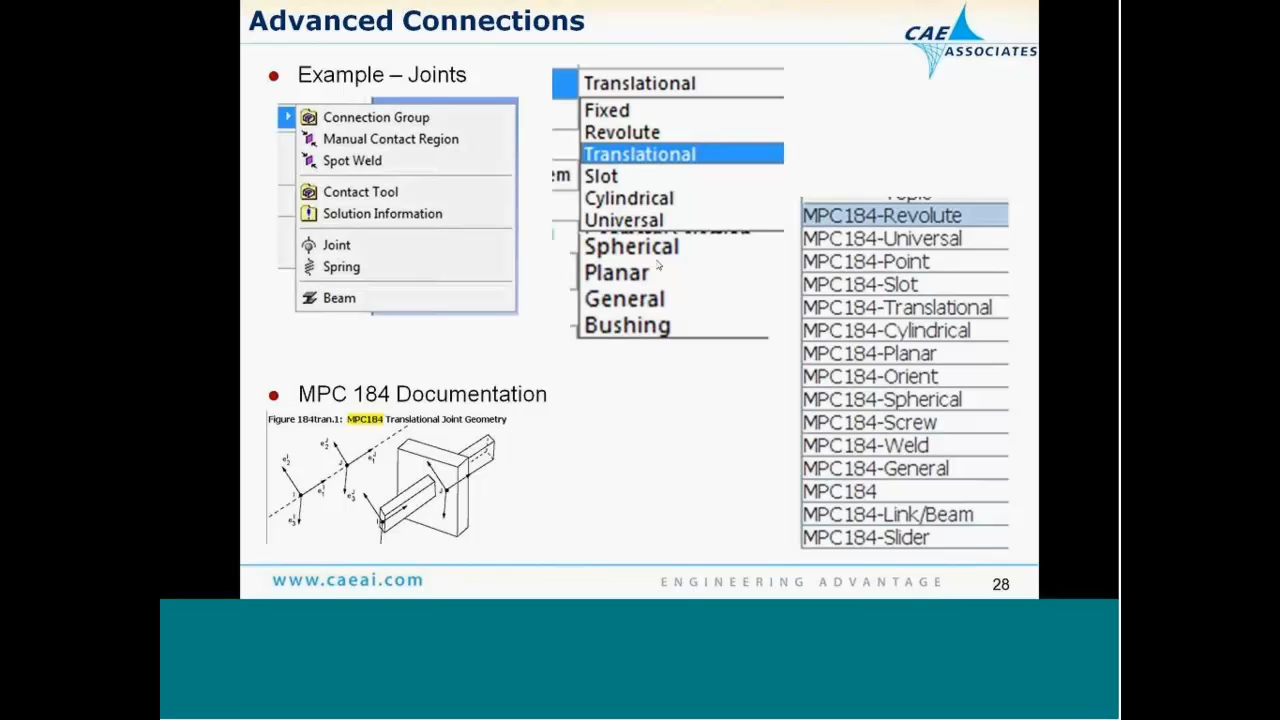 Advanced Connections
CAE
ASSOCIATES
Example – Joints
Connection Group
Manual Contact Region
Spot Weld
Contact Tool
Solution Information
Joint
Spring
Beam
Translational
Fixed
Revolute
Translational
Slot
Cylindrical
Universal
Spherical
Planar
General
Bushing
MPC184-Revolute
MPC184-Universal
MPC184-Point
MPC184-Slot
MPC184-Translational
MPC184-Cylindrical
MPC184-Planar
MPC184-Orient
MPC184-Spherical
MPC184-Screw
MPC184-Weld
MPC184-General
MPC184
MPC184-Link/Beam
MPC184-Slider
MPC 184 Documentation
Figure 184tran.1: MPC184 Translational Joint Geometry
www.caeai.com
ENGINEERING ADVANTAGE
28